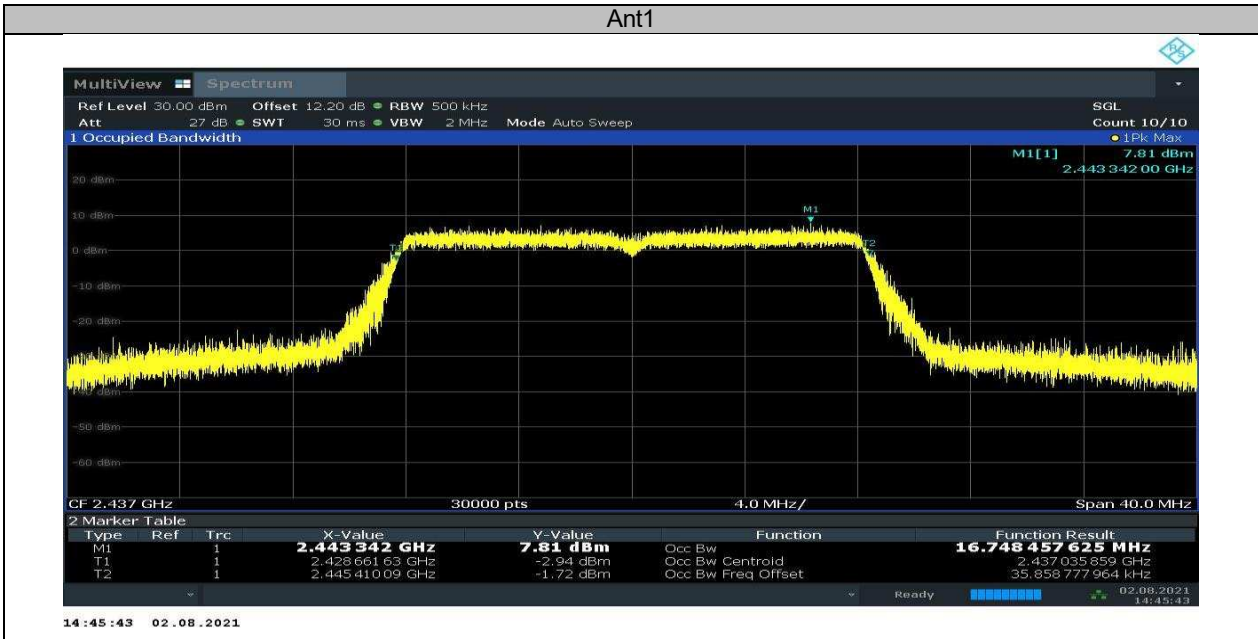 Ant1
R S
MultiView Spectrum
Ref Level 30.00 dBm Offset 12.20 dB RBW 500 kHz SGL
Att 27 dB SWT 30 ms VBW 2 MHz Mode Auto Sweep Count 10/10
1 Occupied Bandwidth 1Pk Max
M1[1] 7.81 dBm
2.443 342 00 GHz
20 dBm
M1
10 dBm
T1 T2
0 dBm
-10 dBm
-20 dBm
-40 dBm
-50 dBm
-60 dBm
CF 2.437 GHz 30000 pts 4.0 MHz/ Span 40.0 MHz
2 Marker Table
Type Ref Trc X-Value Y-Value Function Function Result
M1 1 2.443 342 GHz 7.81 dBm Occ Bw 16.748 457 625 MHz
T1 1 2.428 661 63 GHz -2.94 dBm Occ Bw Centroid 2.437 035 859 GHz
T2 1 2.445 410 09 GHz -1.72 dBm Occ Bw Freq Offset 35.858 777 964 kHz
Ready 02.08.2021
14:45:43
14:45:43 02.08.2021